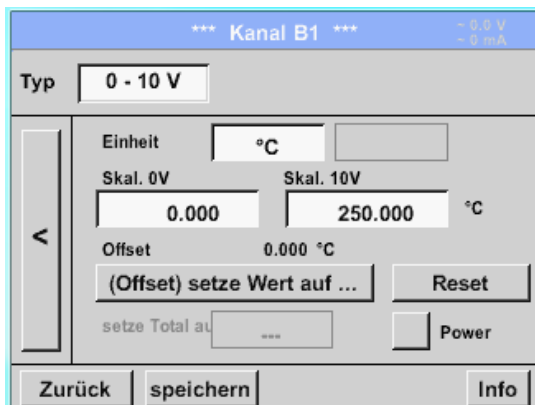 *** Kanal B1 *** ~ 0.0 V
~ 0 mA
Typ 0 - 10 V
Einheit °C
Skal. 0V Skal. 10V
0.000 250.000 °C
<
Offset 0.000 °C
(Offset) setze Wert auf ... Reset
setze Total au --- Power
Zurück speichern Info